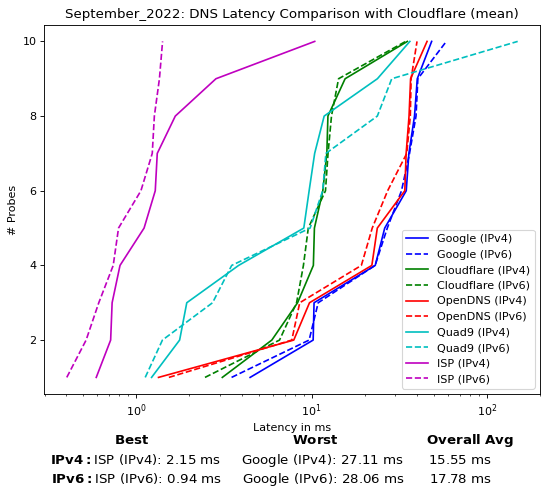 September_2022: DNS Latency Comparison with Cloudflare (mean)
10
8
6
4
2
# Probes
Google (IPv4)
Google (IPv6)
Cloudflare (IPv4)
Cloudflare (IPv6)
OpenDNS (IPv4)
OpenDNS (IPv6)
Quad9 (IPv4)
Quad9 (IPv6)
ISP (IPv4)
ISP (IPv6)
10⁰ 10¹ 10²
Latency in ms
Best Worst Overall Avg
IPv4: ISP (IPv4): 2.15 ms Google (IPv4): 27.11 ms 15.55 ms
IPv6: ISP (IPv6): 0.94 ms Google (IPv6): 28.06 ms 17.78 ms